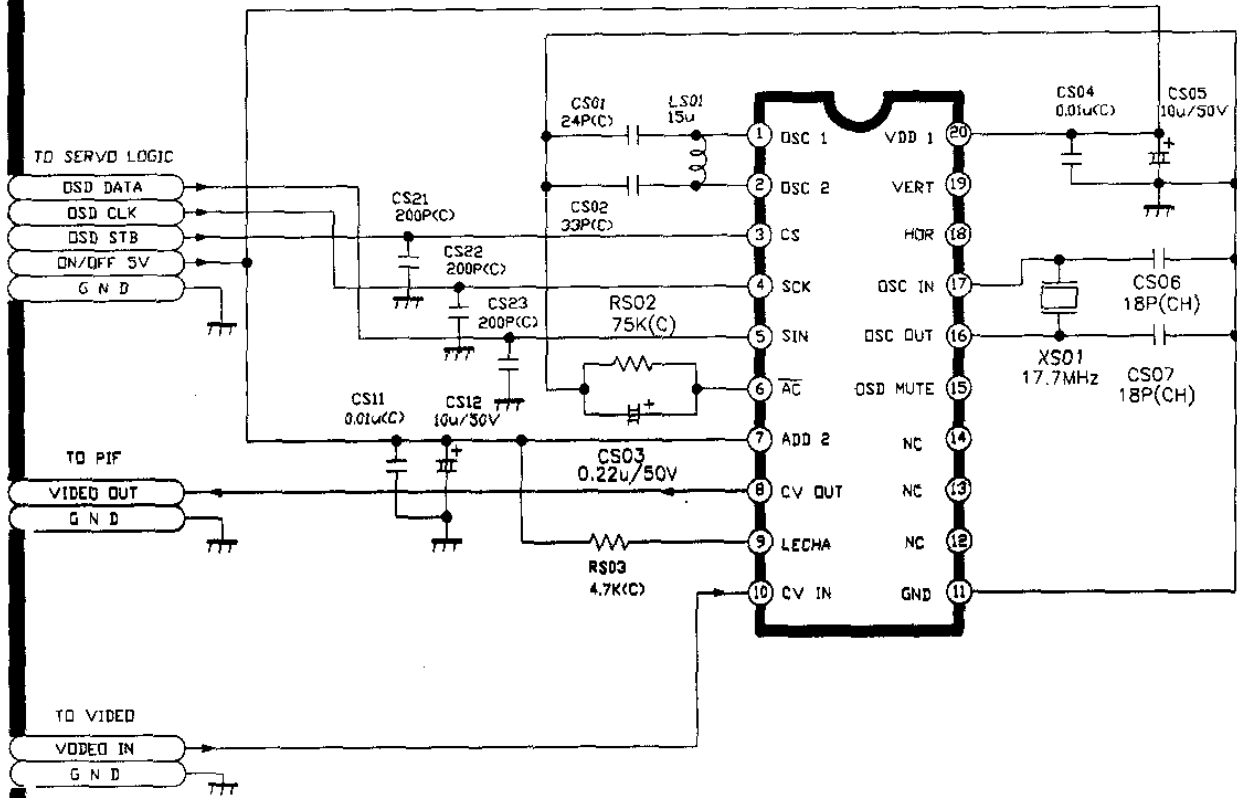 TO SERVO LOGIC
OSD DATA
OSD CLK
OSD STB
ON/OFF 5V
G N D
TO PIF
VIDEO OUT
G N D
TO VIDEO
VODEO IN
G N D
CS01
24P(C)
LS01
15u
CS02
33P(C)
CS21
200P(C)
CS22
200P(C)
CS23
200P(C)
RS02
75K(C)
CS11
0.01u(C)
CS12
10u/50V
CS03
0.22u/50V
RS03
4.7K(C)
1 OSC 1
2 OSC 2
3 CS
4 SCK
5 SIN
6 AC
7 ADD 2
8 CV OUT
9 LECHA
10 CV IN
VDD 1 20
VERT 19
HOR 18
OSC IN 17
OSC OUT 16
OSD MUTE 15
NC 14
NC 13
NC 12
GND 11
CS04
0.01u(C)
CS05
10u/50V
CS06
18P(CH)
XS01
17.7MHz
CS07
18P(CH)